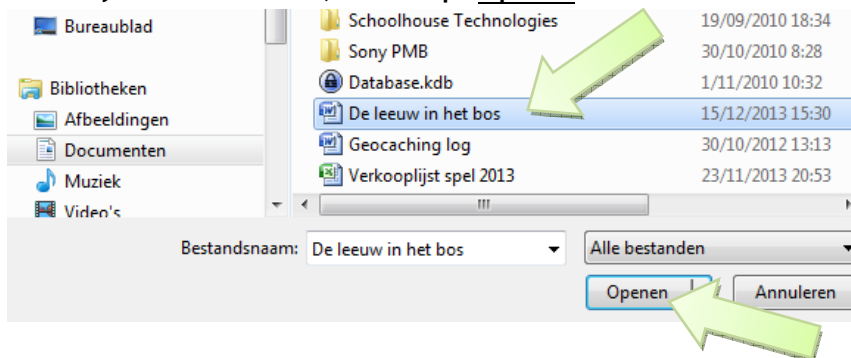 Bureaublad
Bibliotheken
Afbeeldingen
Documenten
Muziek
Video's
Schoolhouse Technologies 19/09/2010 18:34
Sony PMB 30/10/2010 8:28
Database.kdb 1/11/2010 10:32
De leeuw in het bos 15/12/2013 15:30
Geocaching log 30/10/2012 13:13
Verkooplijst spel 2013 23/11/2013 20:53
Bestandsnaam: De leeuw in het bos Alle bestanden
Openen Annuleren